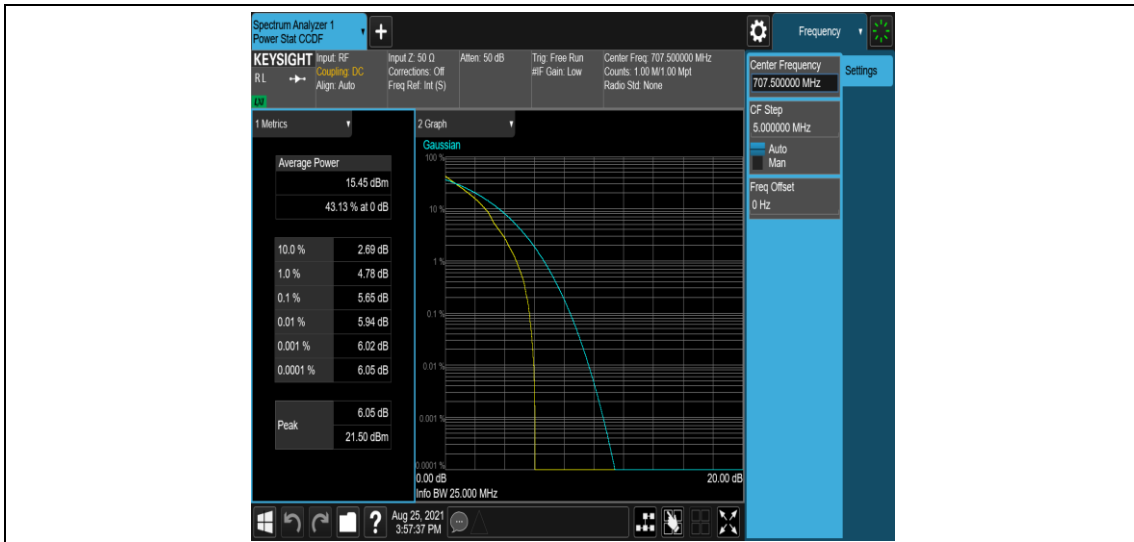 Spectrum Analyzer 1
Power Stat CCDF
+
Frequency
KEYSIGHT
RL
LXI
Input: RF
Coupling: DC
Align: Auto
Input Z: 50 Ω
Corrections: Off
Freq Ref: Int (S)
Atten: 50 dB
Trig: Free Run
#IF Gain: Low
Center Freq: 707.500000 MHz
Counts: 1.00 M/1.00 Mpt
Radio Std: None
Center Frequency
707.500000 MHz
Settings
CF Step
5.000000 MHz
Auto
Man
Freq Offset
0 Hz
1 Metrics
Average Power
15.45 dBm
43.13 % at 0 dB
10.0 % 2.69 dB
1.0 % 4.78 dB
0.1 % 5.65 dB
0.01 % 5.94 dB
0.001 % 6.02 dB
0.0001 % 6.05 dB
Peak
6.05 dB
21.50 dBm
2 Graph
Gaussian
100 %
10 %
1 %
0.1 %
0.01 %
0.001 %
0.0001 %
0.00 dB 20.00 dB
Info BW 25.000 MHz
?
Aug 25, 2021
3:57:37 PM